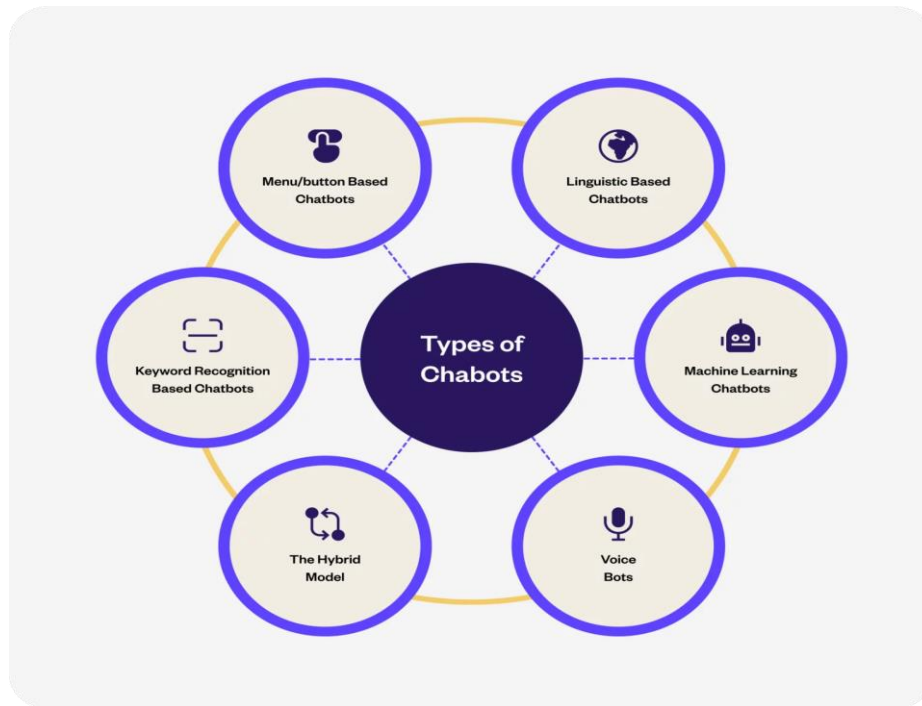 Menu/button Based
Chatbots
Linguistic Based
Chatbots
Types of
Chabots
Keyword Recognition
Based Chatbots
Machine Learning
Chatbots
The Hybrid
Model
Voice
Bots